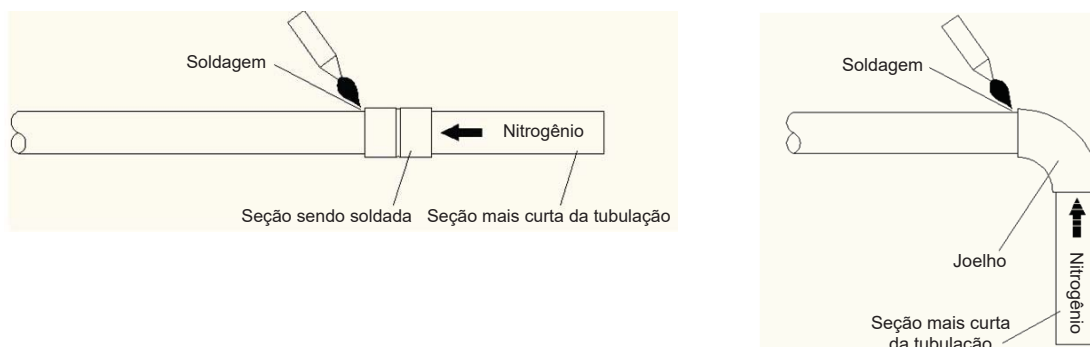 Soldagem
Nitrogênio
Seção sendo soldada
Seção mais curta da tubulação
Soldagem
Joelho
Nitrogênio
Seção mais curta
da tubulação